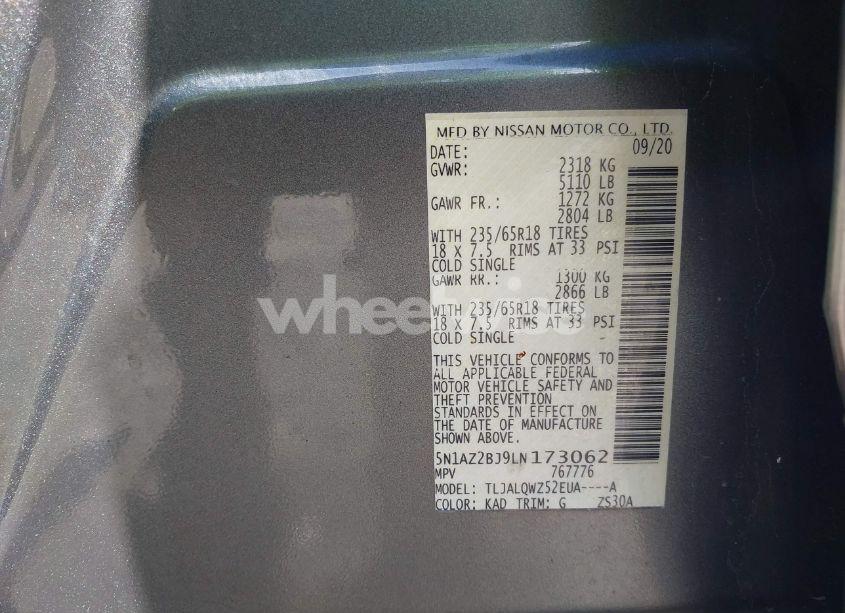 MFD BY NISSAN MOTOR CO., LTD.
DATE: 09/20
GVWR: 2318 KG
5110 LB
GAWR FR.: 1272 KG
2804 LB
WITH 235/65R18 TIRES
18 X 7.5 RIMS AT 33 PSI
COLD SINGLE
GAWR RR.: 1300 KG
2866 LB
WITH 235/65R18 TIRES
18 X 7.5 RIMS AT 33 PSI
COLD SINGLE
THIS VEHICLE CONFORMS TO
ALL APPLICABLE FEDERAL
MOTOR VEHICLE SAFETY AND
THEFT PREVENTION
STANDARDS IN EFFECT ON
THE DATE OF MANUFACTURE
SHOWN ABOVE.
5N1AZ2BJ9LN173062
MPV 767776
MODEL: TLJALQWZ52EUA----A
COLOR: KAD TRIM: G ZS30A